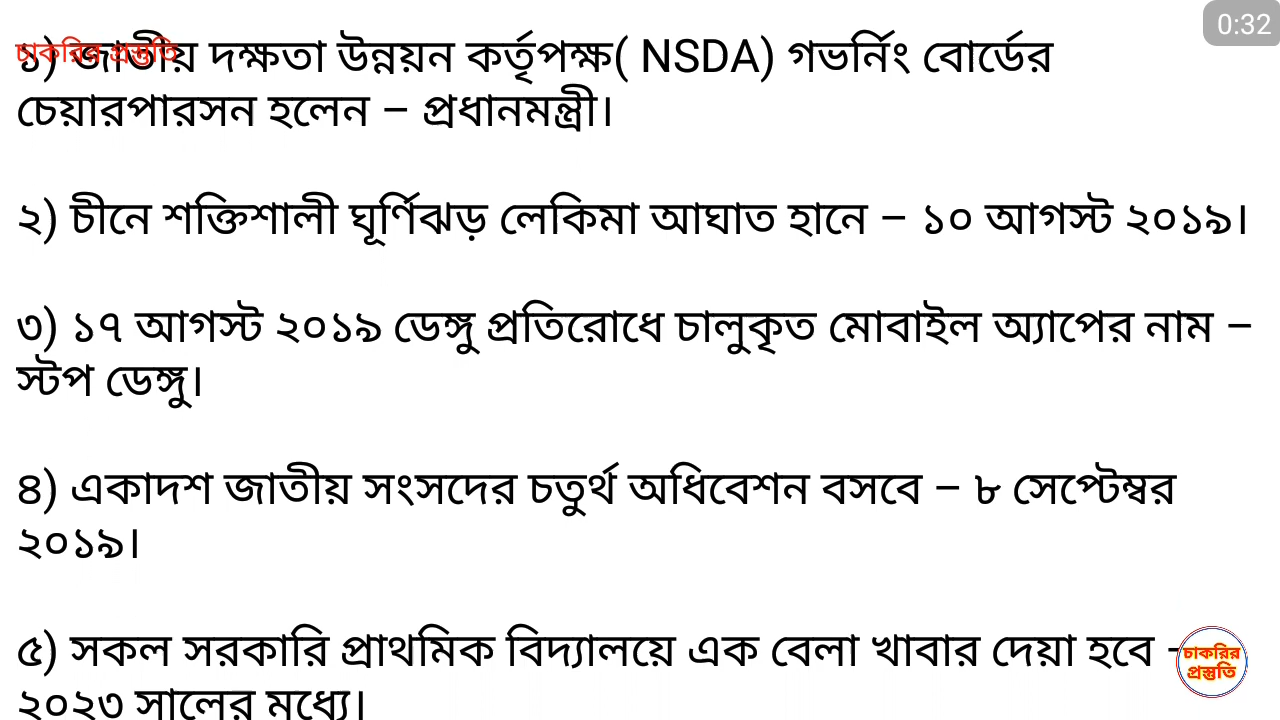 0:32
চাকরির প্রস্তুতি
১) জাতীয় দক্ষতা উন্নয়ন কর্তৃপক্ষ( NSDA) গভর্নিং বোর্ডের
চেয়ারপারসন হলেন – প্রধানমন্ত্রী।
২) চীনে শক্তিশালী ঘূর্ণিঝড় লেকিমা আঘাত হানে – ১০ আগস্ট ২০১৯।
৩) ১৭ আগস্ট ২০১৯ ডেঙ্গু প্রতিরোধে চালুকৃত মোবাইল অ্যাপের নাম –
স্টপ ডেঙ্গু।
৪) একাদশ জাতীয় সংসদের চতুর্থ অধিবেশন বসবে – ৮ সেপ্টেম্বর
২০১৯।
৫) সকল সরকারি প্রাথমিক বিদ্যালয়ে এক বেলা খাবার দেয়া হবে –
২০২৩ সালের মধ্যে।
চাকরির
প্রস্তুতি